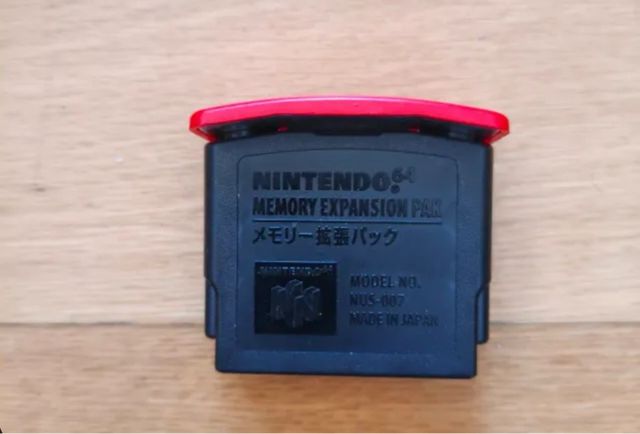 NINTENDO64
MEMORY EXPANSION PAK
メモリー拡張パック
NINTENDO64
MODEL NO.
NUS-007
MADE IN JAPAN